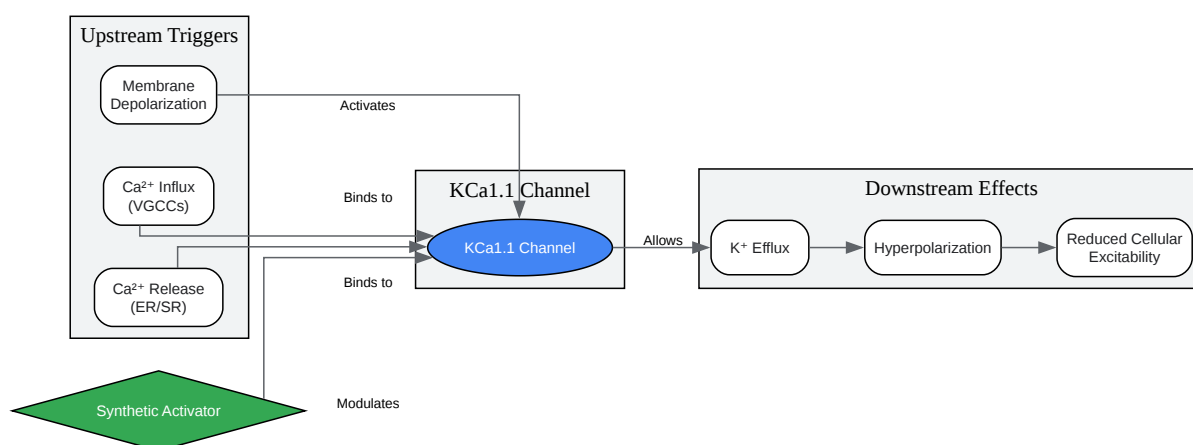 Upstream Triggers
Membrane
Depolarization
Activates
Ca²⁺ Influx
(VGCCs)
Binds to
Ca²⁺ Release
(ER/SR)
Binds to
Synthetic Activator
Modulates
KCa1.1 Channel
KCa1.1 Channel
Allows
Downstream Effects
K⁺ Efflux
Hyperpolarization
Reduced Cellular
Excitability